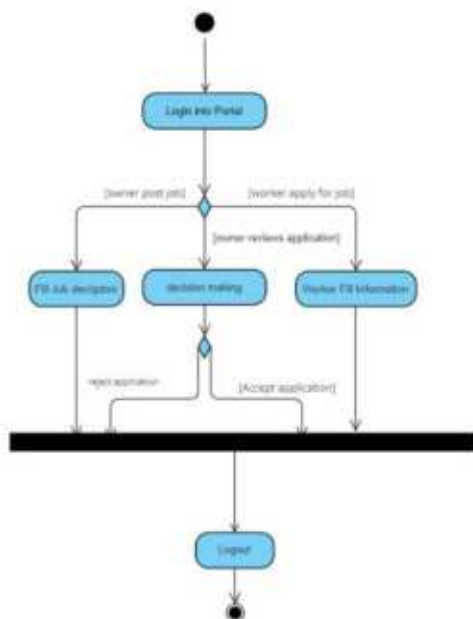 Login into Portal
[owner post job]
[worker apply for job]
[owner reviews application]
Fill Job decription
decision making
Worker Fill Information
reject application
[Accept application]
Logout